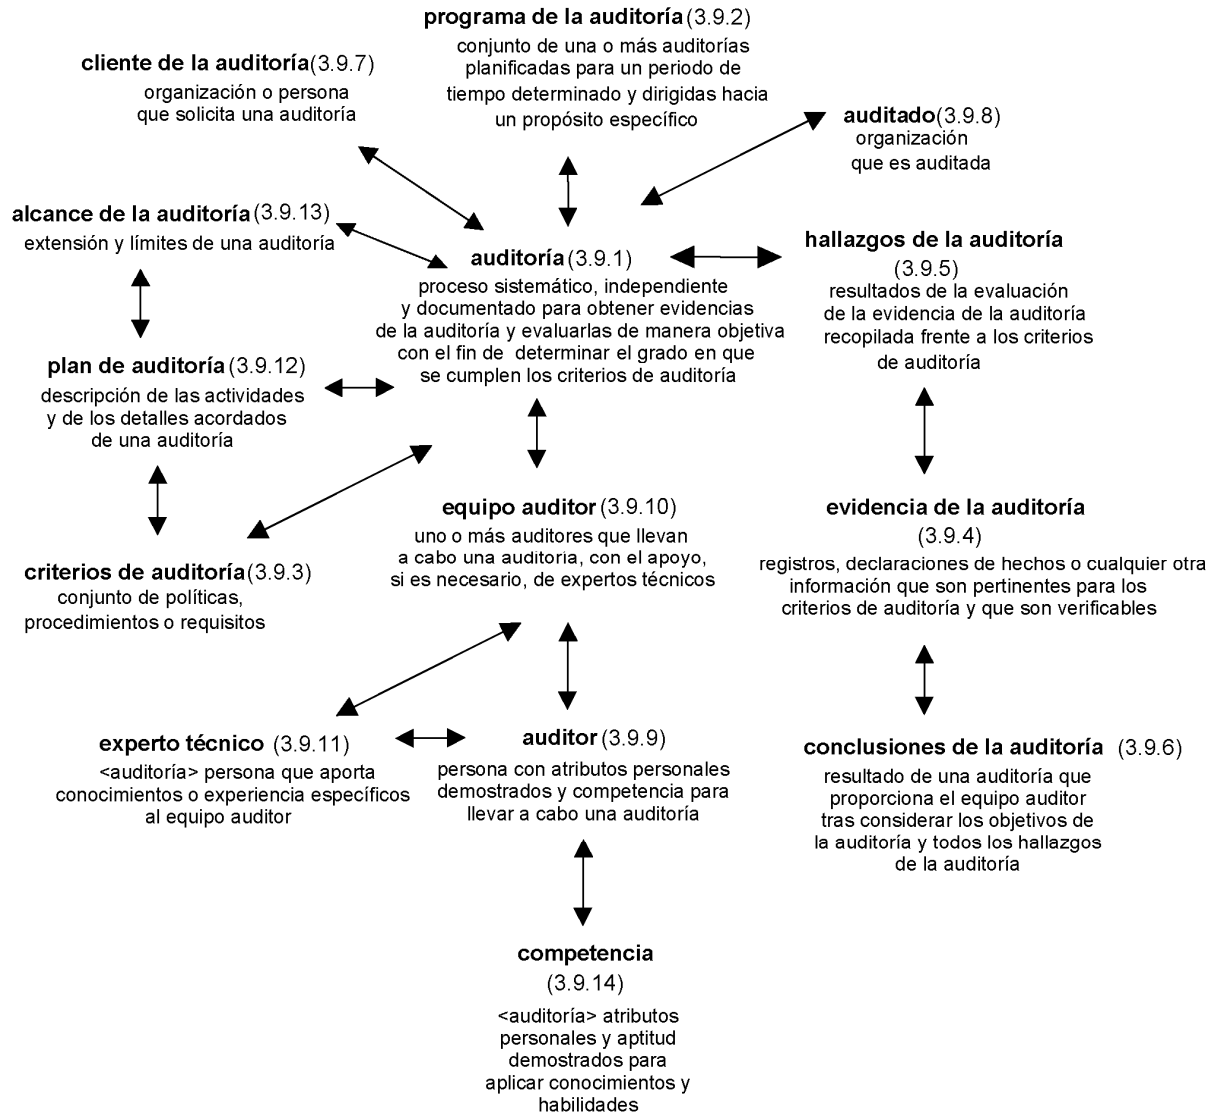 programa de la auditoría (3.9.2)
conjunto de una o más auditorías
planificadas para un periodo de
tiempo determinado y dirigidas hacia
un propósito específico
cliente de la auditoría(3.9.7)
organización o persona
que solicita una auditoría
auditado(3.9.8)
organización
que es auditada
alcance de la auditoría(3.9.13)
extensión y límites de una auditoría
auditoría(3.9.1)
proceso sistemático, independiente
y documentado para obtener evidencias
de la auditoría y evaluarlas de manera objetiva
con el fin de determinar el grado en que
se cumplen los criterios de auditoría
hallazgos de la auditoría
(3.9.5)
resultados de la evaluación
de la evidencia de la auditoría
recopilada frente a los criterios
de auditoría
plan de auditoría(3.9.12)
descripción de las actividades
y de los detalles acordados
de una auditoría
criterios de auditoría(3.9.3)
conjunto de políticas,
procedimientos o requisitos
equipo auditor(3.9.10)
uno o más auditores que llevan
a cabo una auditoria, con el apoyo,
si es necesario, de expertos técnicos
evidencia de la auditoría
(3.9.4)
registros, declaraciones de hechos o cualquier otra
información que son pertinentes para los
criterios de auditoría y que son verificables
experto técnico (3.9.11)
<auditoría> persona que aporta
conocimientos o experiencia específicos
al equipo auditor
auditor(3.9.9)
persona con atributos personales
demostrados y competencia para
llevar a cabo una auditoría
conclusiones de la auditoría (3.9.6)
resultado de una auditoría que
proporciona el equipo auditor
tras considerar los objetivos de
la auditoría y todos los hallazgos
de la auditoría
competencia
(3.9.14)
<auditoría> atributos
personales y aptitud
demostrados para
aplicar conocimientos y
habilidades